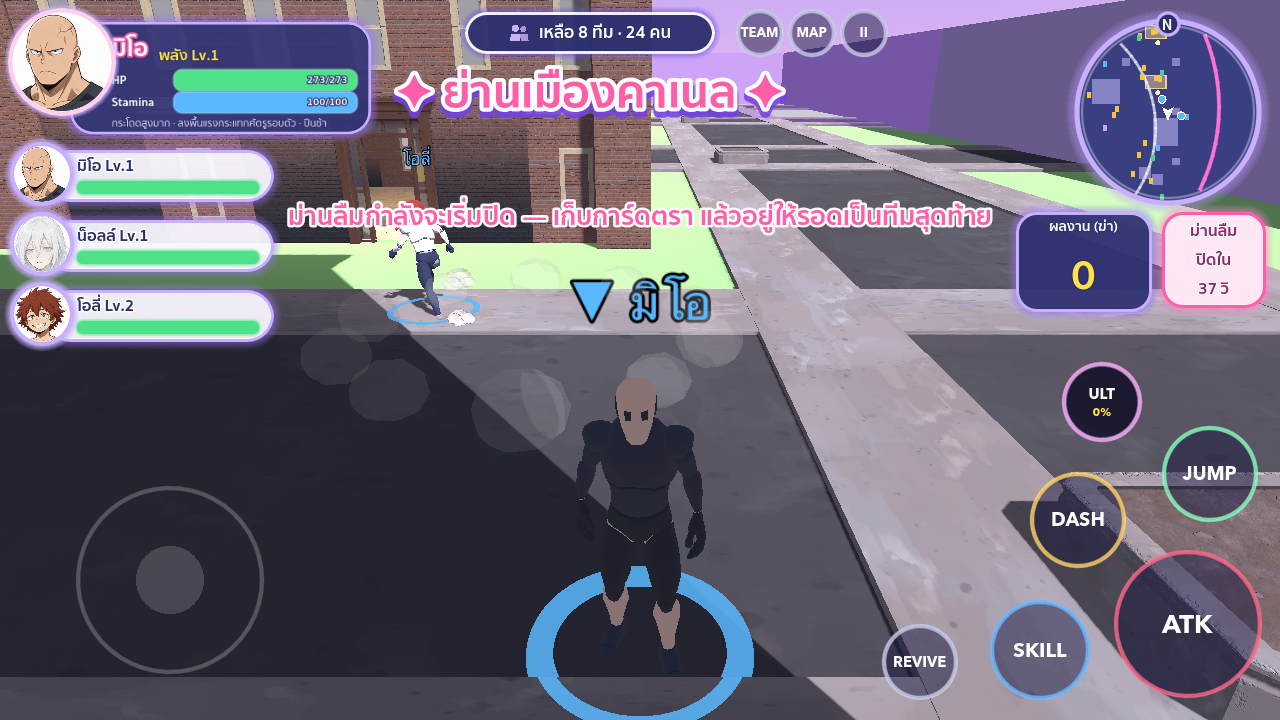 มิโอ พลัง Lv.1
HP 273/273
Stamina 100/100
กระโดดสูงมาก · ลงพื้นแรงกระแทกศัตรูรอบตัว · ปีนช้า
มิโอ Lv.1
น็อลล์ Lv.1
โอลี่ Lv.2
เหลือ 8 ทีม · 24 คน
TEAM
MAP
II
N
✦ ย่านเมืองคาเนล ✦
โอลี่
ม่านลืมกำลังจะเริ่มปิด — เก็บการ์ดตรา แล้วอยู่ให้รอดเป็นทีมสุดท้าย
ผลงาน (ฆ่า)
0
ม่านลืม
ปิดใน
37 วิ
▼ มิโอ
ULT
0%
JUMP
DASH
ATK
SKILL
REVIVE